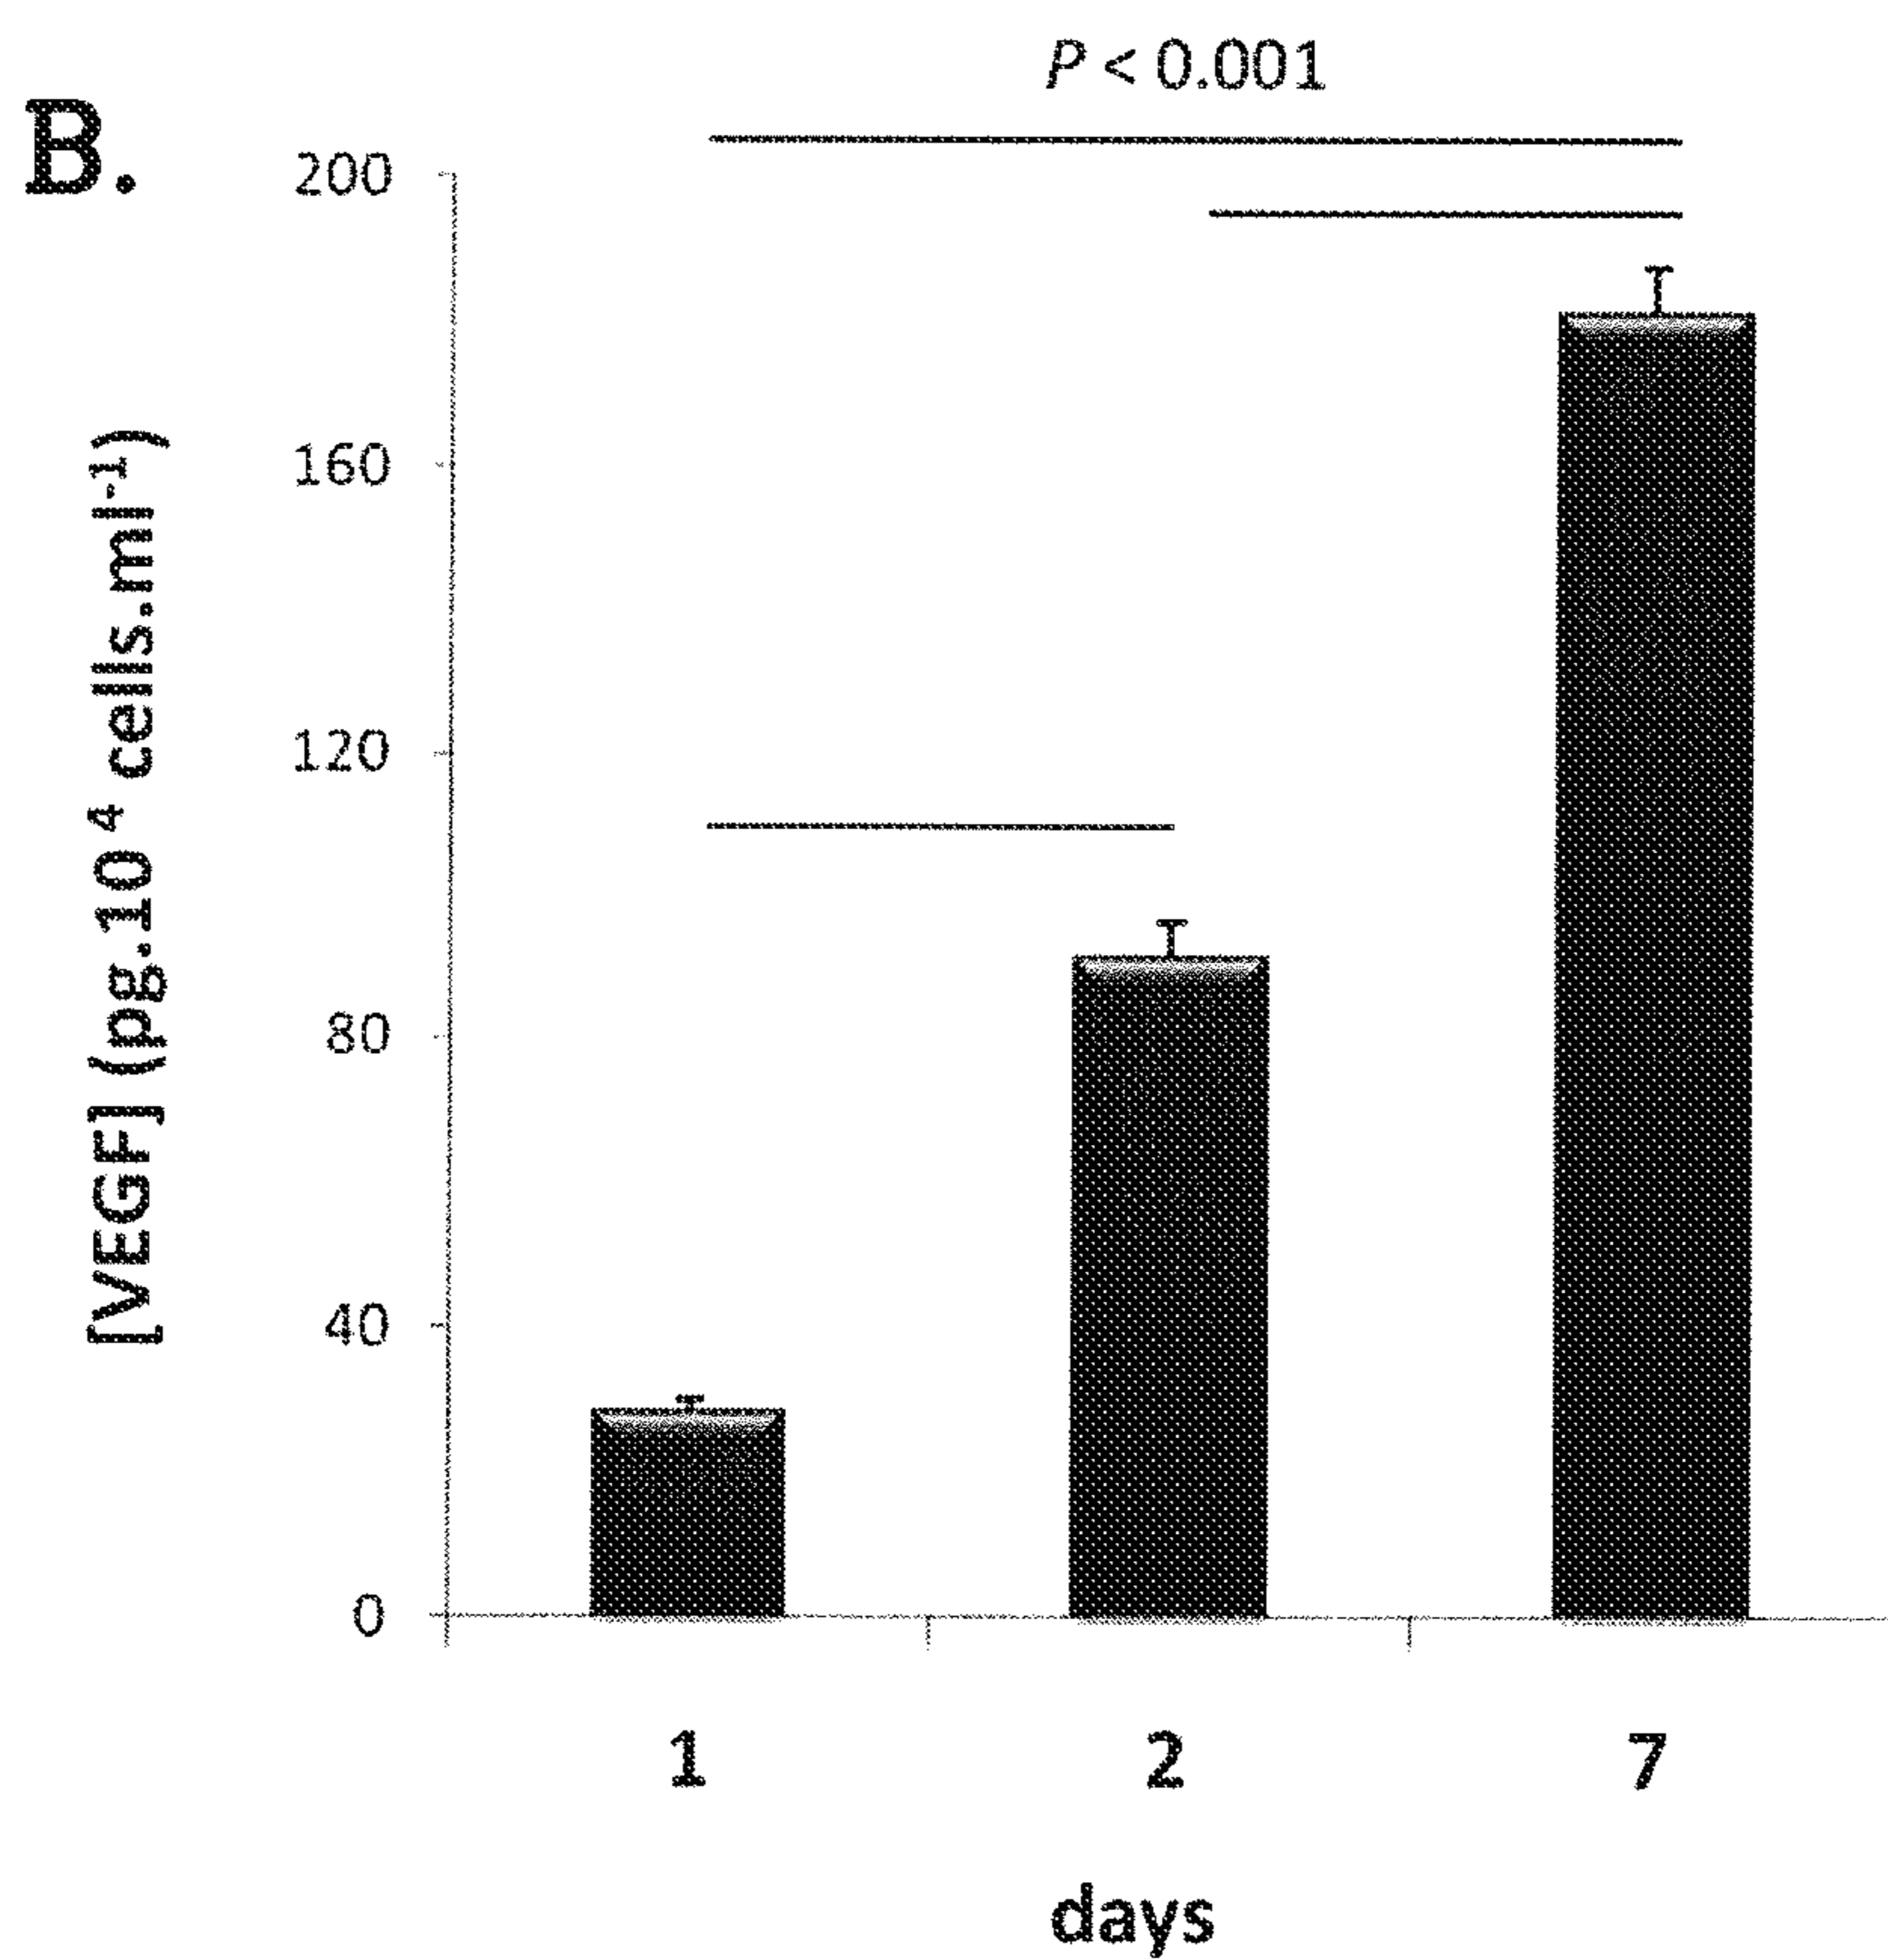 P < 0.001
B.
200
160
120
80
40
0
[VEGF] (pg.10⁴ cells.ml⁻¹)
1 2 7
days